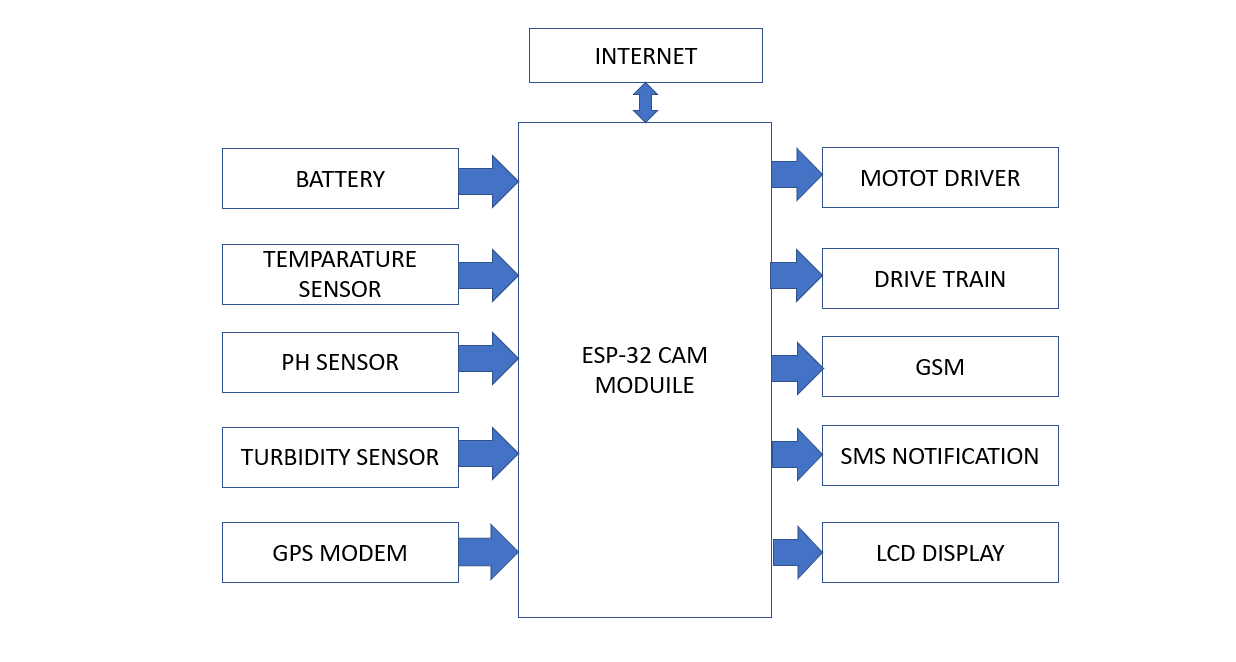 INTERNET
BATTERY
TEMPARATURE
SENSOR
PH SENSOR
TURBIDITY SENSOR
GPS MODEM
ESP-32 CAM
MODUILE
MOTOT DRIVER
DRIVE TRAIN
GSM
SMS NOTIFICATION
LCD DISPLAY